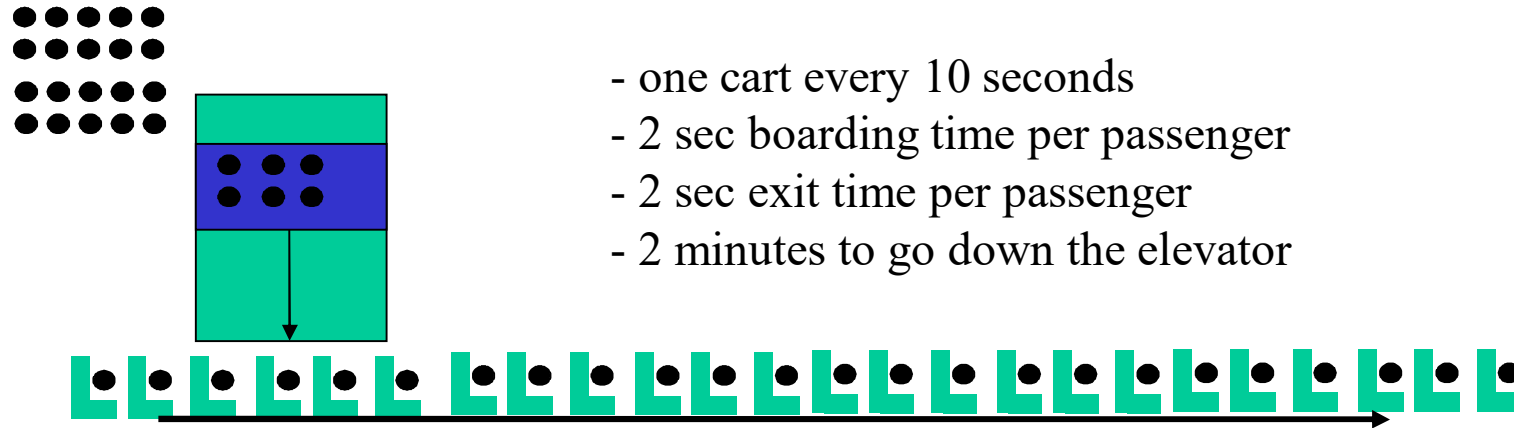 - one cart every 10 seconds
- 2 sec boarding time per passenger
- 2 sec exit time per passenger
- 2 minutes to go down the elevator